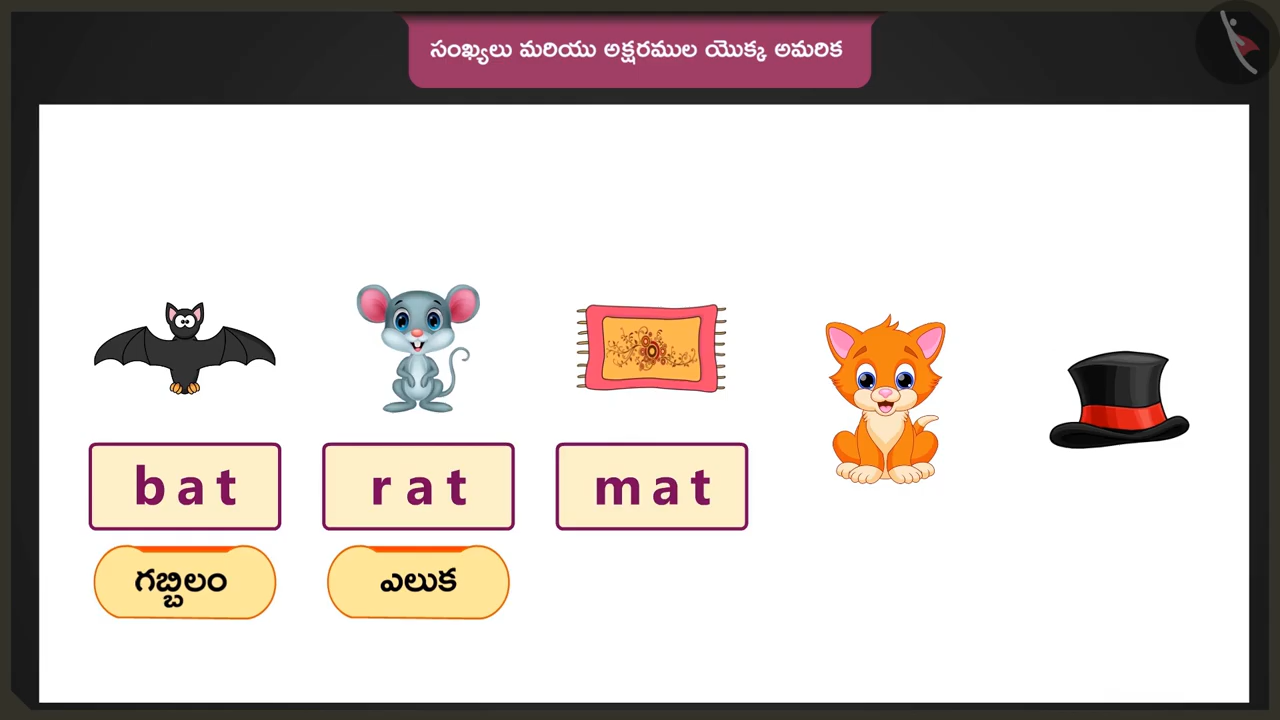 సంఖ్యలు మరియు అక్షరముల యొక్క అమరిక
bat rat mat
గబ్బిలం ఎలుక